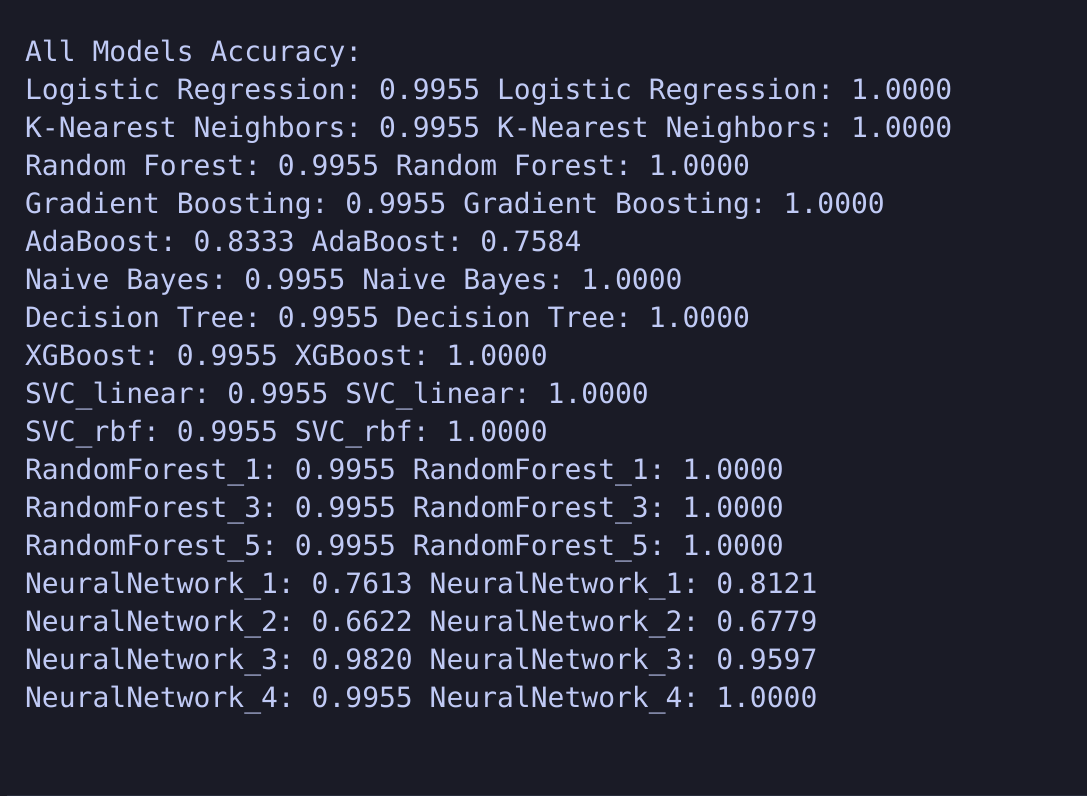 All Models Accuracy:
Logistic Regression: 0.9955 Logistic Regression: 1.0000
K-Nearest Neighbors: 0.9955 K-Nearest Neighbors: 1.0000
Random Forest: 0.9955 Random Forest: 1.0000
Gradient Boosting: 0.9955 Gradient Boosting: 1.0000
AdaBoost: 0.8333 AdaBoost: 0.7584
Naive Bayes: 0.9955 Naive Bayes: 1.0000
Decision Tree: 0.9955 Decision Tree: 1.0000
XGBoost: 0.9955 XGBoost: 1.0000
SVC_linear: 0.9955 SVC_linear: 1.0000
SVC_rbf: 0.9955 SVC_rbf: 1.0000
RandomForest_1: 0.9955 RandomForest_1: 1.0000
RandomForest_3: 0.9955 RandomForest_3: 1.0000
RandomForest_5: 0.9955 RandomForest_5: 1.0000
NeuralNetwork_1: 0.7613 NeuralNetwork_1: 0.8121
NeuralNetwork_2: 0.6622 NeuralNetwork_2: 0.6779
NeuralNetwork_3: 0.9820 NeuralNetwork_3: 0.9597
NeuralNetwork_4: 0.9955 NeuralNetwork_4: 1.0000